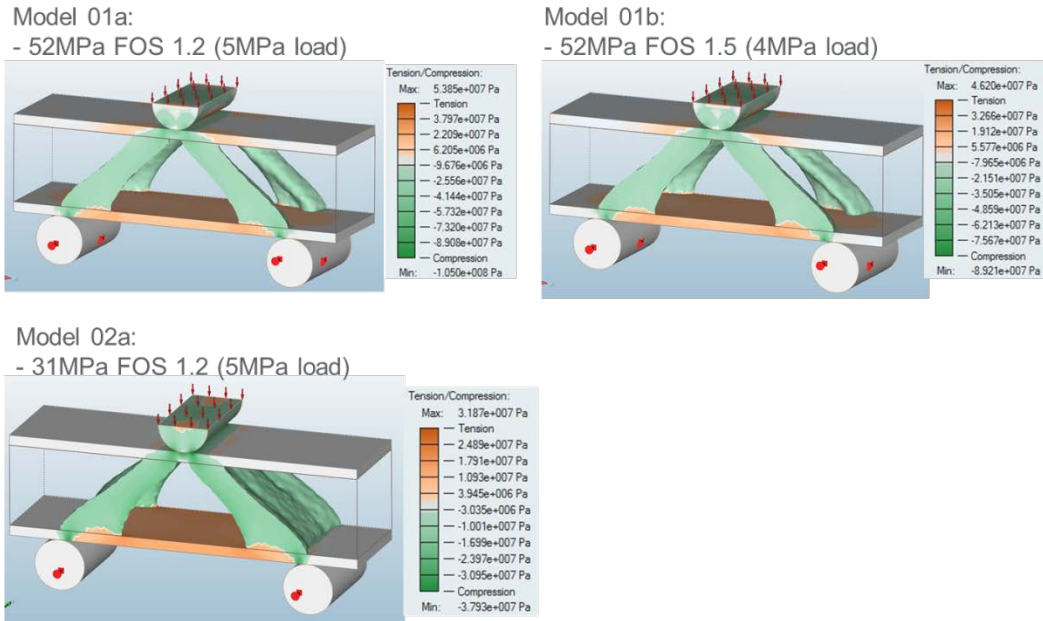 Model 01a:
- 52MPa FOS 1.2 (5MPa load)
Tension/Compression:
Max: 5.385e+007 Pa
Tension
3.797e+007 Pa
2.209e+007 Pa
6.205e+006 Pa
-9.676e+006 Pa
-2.556e+007 Pa
-4.144e+007 Pa
-5.732e+007 Pa
-7.320e+007 Pa
-8.908e+007 Pa
Compression
Min: -1.050e+008 Pa
Model 01b:
- 52MPa FOS 1.5 (4MPa load)
Tension/Compression:
Max: 4.620e+007 Pa
Tension
3.266e+007 Pa
1.912e+007 Pa
5.577e+006 Pa
-7.965e+006 Pa
-2.151e+007 Pa
-3.505e+007 Pa
-4.859e+007 Pa
-6.213e+007 Pa
-7.567e+007 Pa
Compression
Min: -8.921e+007 Pa
Model 02a:
- 31MPa FOS 1.2 (5MPa load)
Tension/Compression:
Max: 3.187e+007 Pa
Tension
2.489e+007 Pa
1.791e+007 Pa
1.093e+007 Pa
3.945e+006 Pa
-3.035e+006 Pa
-1.001e+007 Pa
-1.699e+007 Pa
-2.397e+007 Pa
-3.095e+007 Pa
Compression
Min: -3.793e+007 Pa